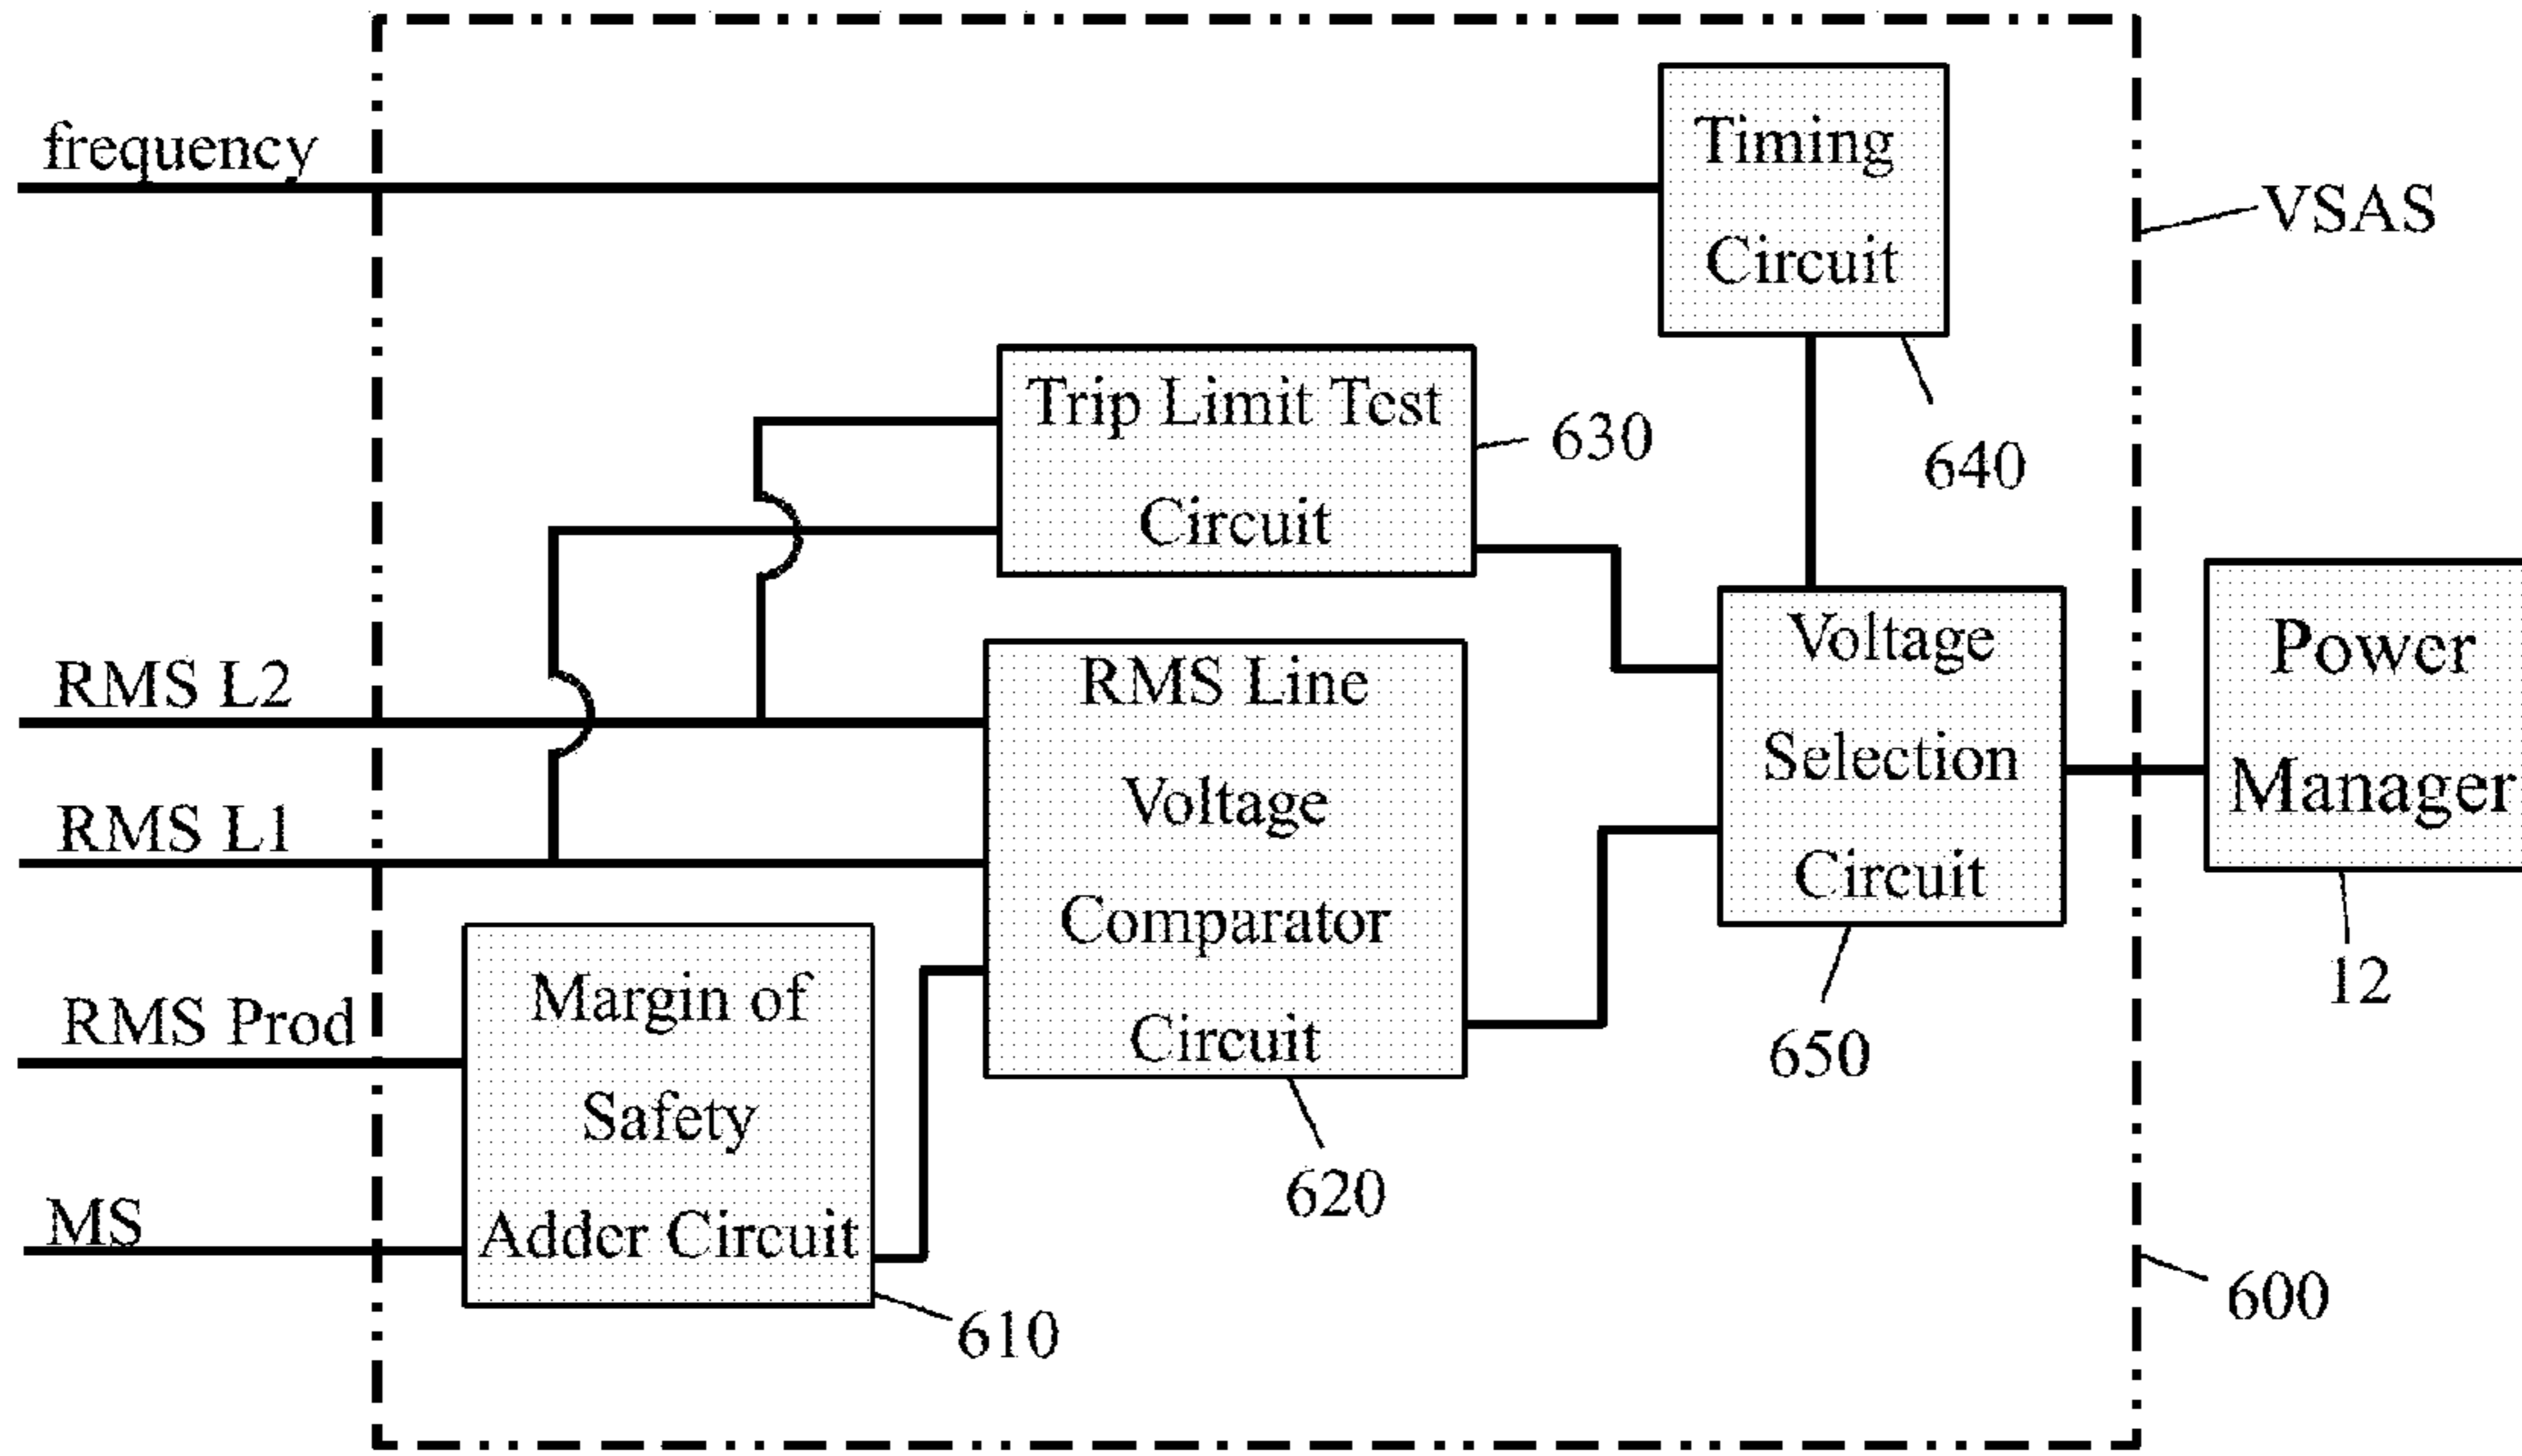 frequency
Timing
Circuit
VSAS
640
Trip Limit Test
Circuit
630
RMS L2
RMS L1
RMS Prod
MS
RMS Line
Voltage
Comparator
Circuit
620
Voltage
Selection
Circuit
650
Power
Manager
12
Margin of
Safety
Adder Circuit
610
600